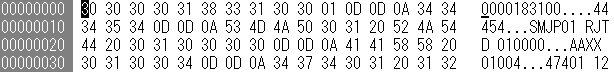 00000000 30 30 30 30 31 38 33 31 30 30 01 0D 0D 0A 34 34 0000183100....44
00000010 34 35 34 0D 0D 0A 53 4D 4A 50 30 31 20 52 4A 54 454...SMJP01 RJT
00000020 44 20 30 31 30 30 30 30 0D 0D 0A 41 41 58 58 20 D 010000...AAXX
00000030 30 31 30 30 34 0D 0D 0A 34 37 34 30 31 20 31 32 01004...47401 12